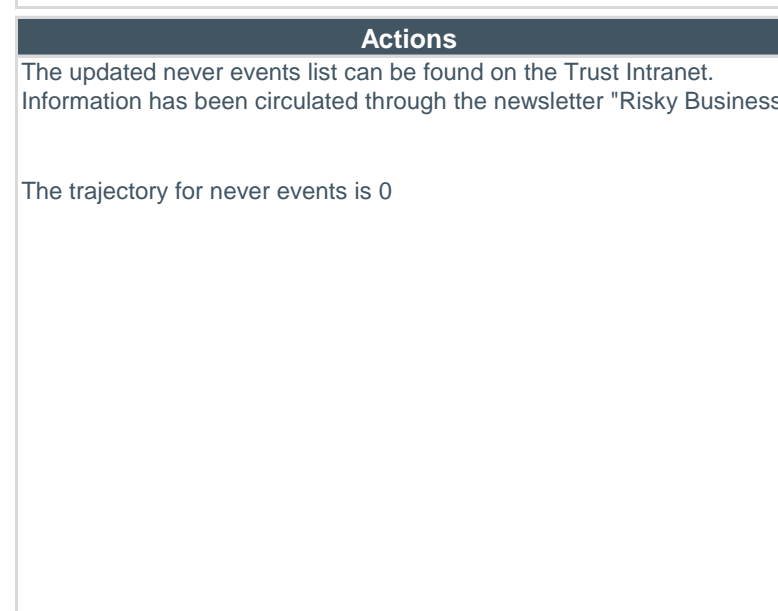 Actions
The updated never events list can be found on the Trust Intranet.
Information has been circulated through the newsletter "Risky Business
The trajectory for never events is 0